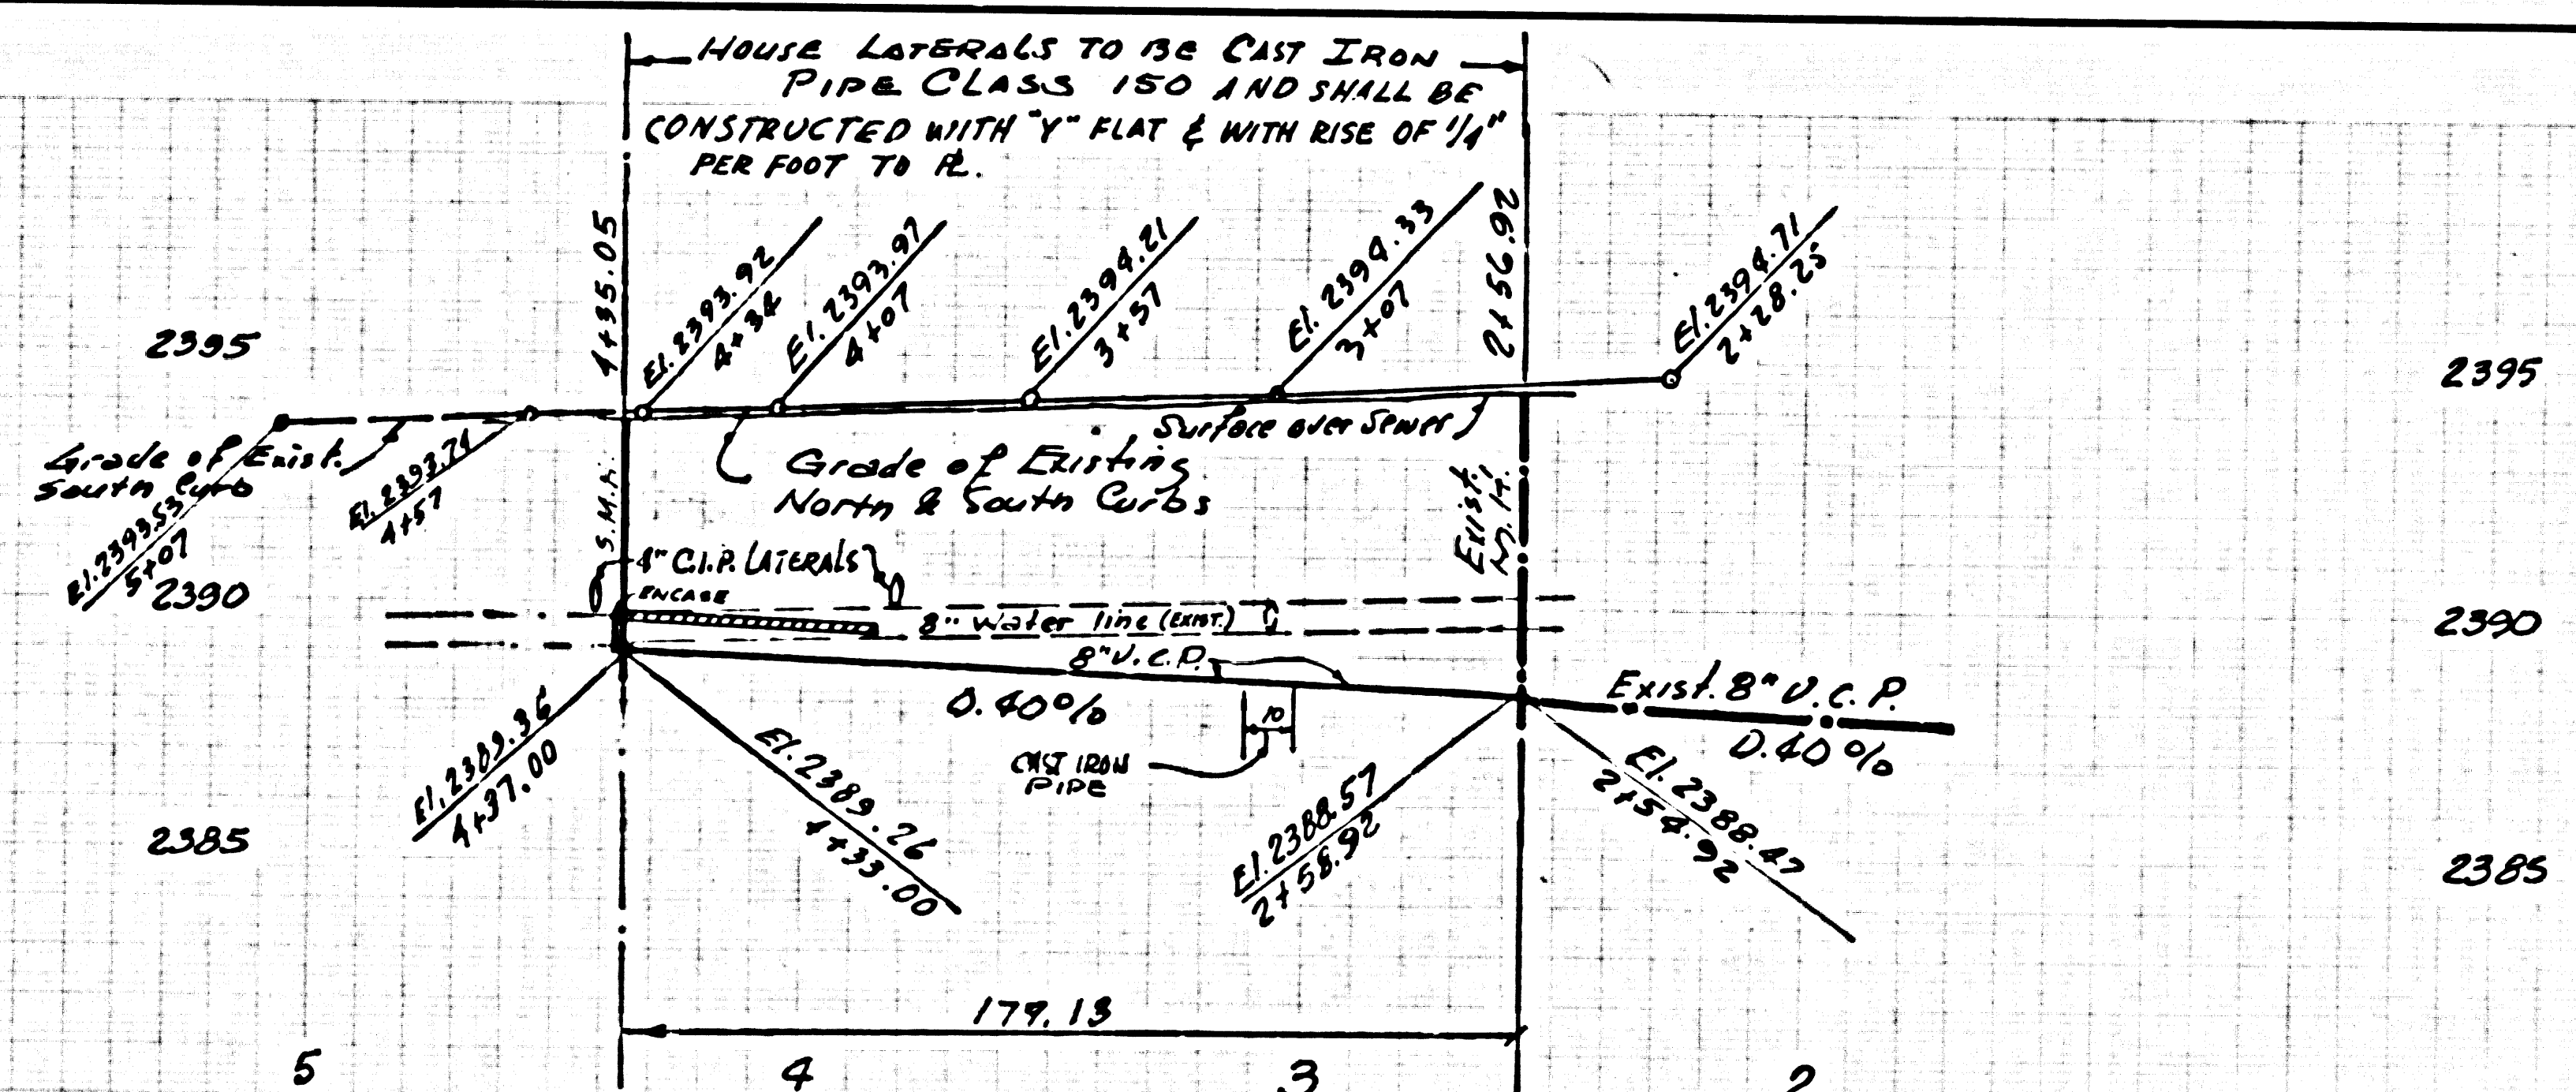 HOUSE LATERALS TO BE CAST IRON
PIPE CLASS 150 AND SHALL BE
CONSTRUCTED WITH "Y" FLAT & WITH RISE OF 1/4"
PER FOOT TO PL.
4+35.05
El. 2393.92
4+34
El. 2393.97
4+07
El. 2394.21
3+57
El. 2394.33
3+07
2+56.92
El. 2394.71
2+28.25
2395
2395
Grade of Exist.
South Curb
El. 2393.53
5+07
El. 2393.74
4+57
Surface over Sewer
Grade of Existing
North & South Curbs
S.M.H.
Exist.
M.H.
4" C.I.P. LATERALS
ENCASE
8" Water line (EXIST.)
2390
2390
8" V.C.P.
0.40%
10
CAST IRON
PIPE
Exist. 8" V.C.P.
0.40%
El. 2389.36
4+37.00
El. 2389.26
4+33.00
El. 2388.57
2+58.92
El. 2388.47
2+54.92
2385
2385
179.13
5
4
3
2